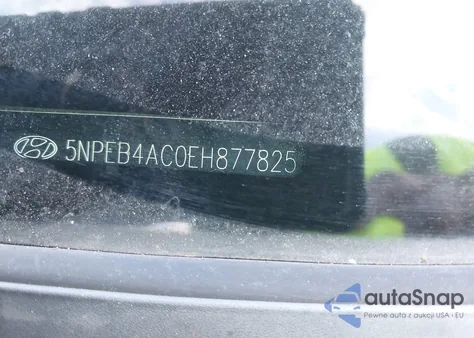 5NPEB4AC0EH877825
autaSnap
Pewne auta z aukcji USA i EU